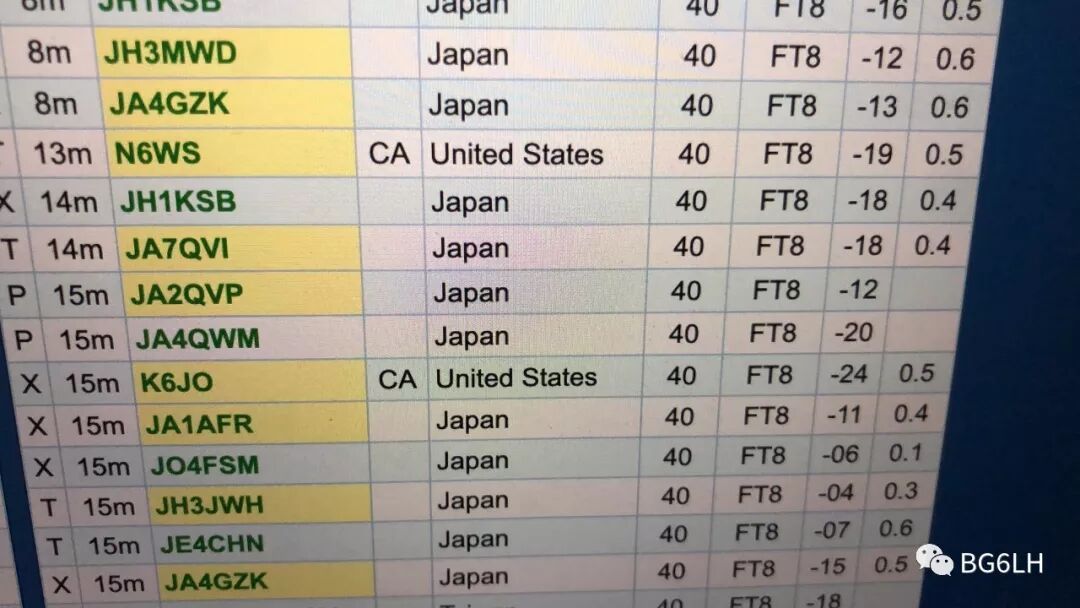 8m JH1KSB Japan 40 FT8 -16 0.5
8m JH3MWD Japan 40 FT8 -12 0.6
8m JA4GZK Japan 40 FT8 -13 0.6
13m N6WS CA United States 40 FT8 -19 0.5
X 14m JH1KSB Japan 40 FT8 -18 0.4
T 14m JA7QVI Japan 40 FT8 -18 0.4
P 15m JA2QVP Japan 40 FT8 -12
P 15m JA4QWM Japan 40 FT8 -20
X 15m K6JO CA United States 40 FT8 -24 0.5
X 15m JA1AFR Japan 40 FT8 -11 0.4
X 15m JO4FSM Japan 40 FT8 -06 0.1
T 15m JH3JWH Japan 40 FT8 -04 0.3
T 15m JE4CHN Japan 40 FT8 -07 0.6
X 15m JA4GZK Japan 40 FT8 -15 0.5
40 FT8 -18
BG6LH